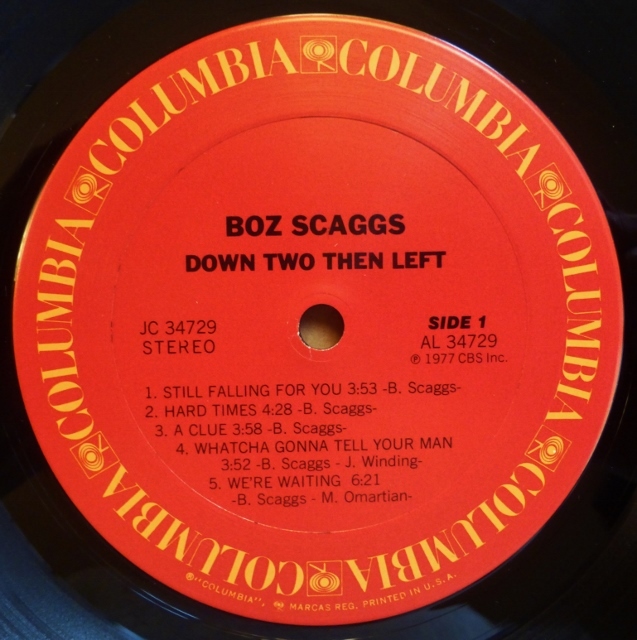 COLUMBIA COLUMBIA COLUMBIA COLUMBIA COLUMBIA COLUMBIA
BOZ SCAGGS
DOWN TWO THEN LEFT
JC 34729
STEREO
SIDE 1
AL 34729
℗ 1977 CBS Inc.
1. STILL FALLING FOR YOU 3:53 -B. Scaggs-
2. HARD TIMES 4:28 -B. Scaggs-
3. A CLUE 3:58 -B. Scaggs-
4. WHATCHA GONNA TELL YOUR MAN
3:52 -B. Scaggs - J. Winding-
5. WE'RE WAITING 6:21
-B. Scaggs - M. Omartian-
®"COLUMBIA", MARCAS REG. PRINTED IN U.S.A.